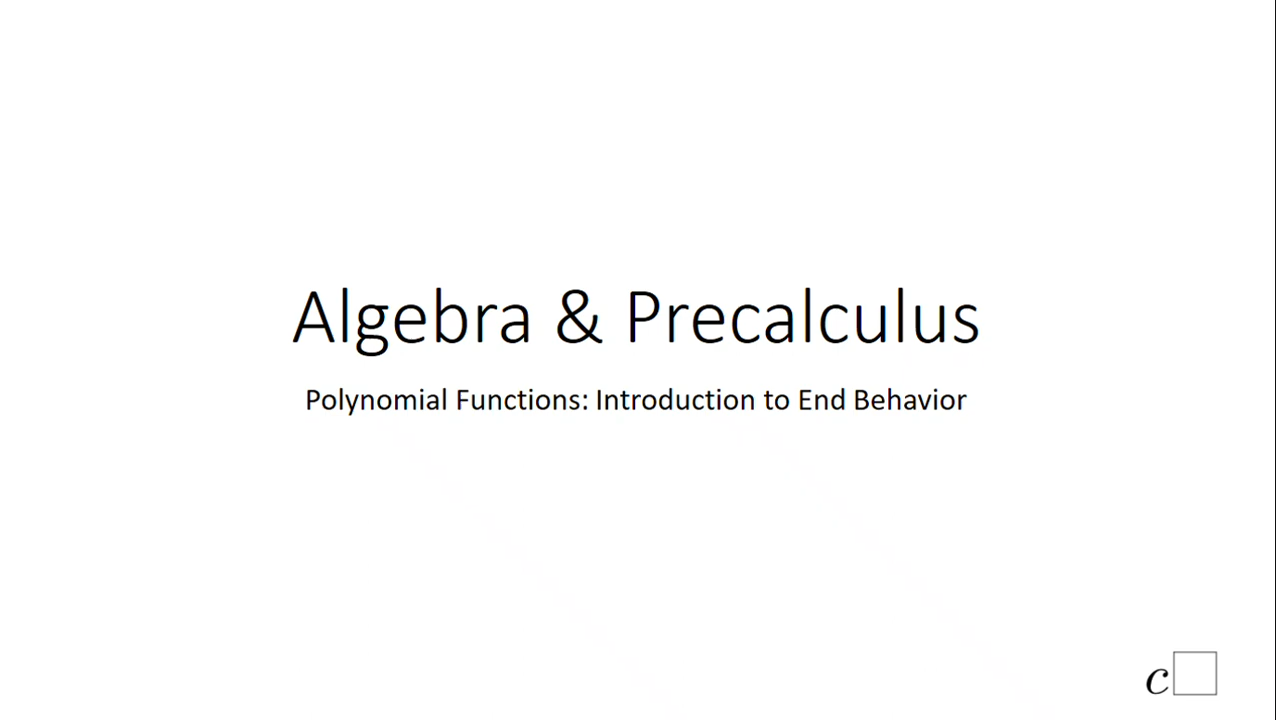 Algebra & Precalculus
Polynomial Functions: Introduction to End Behavior
c